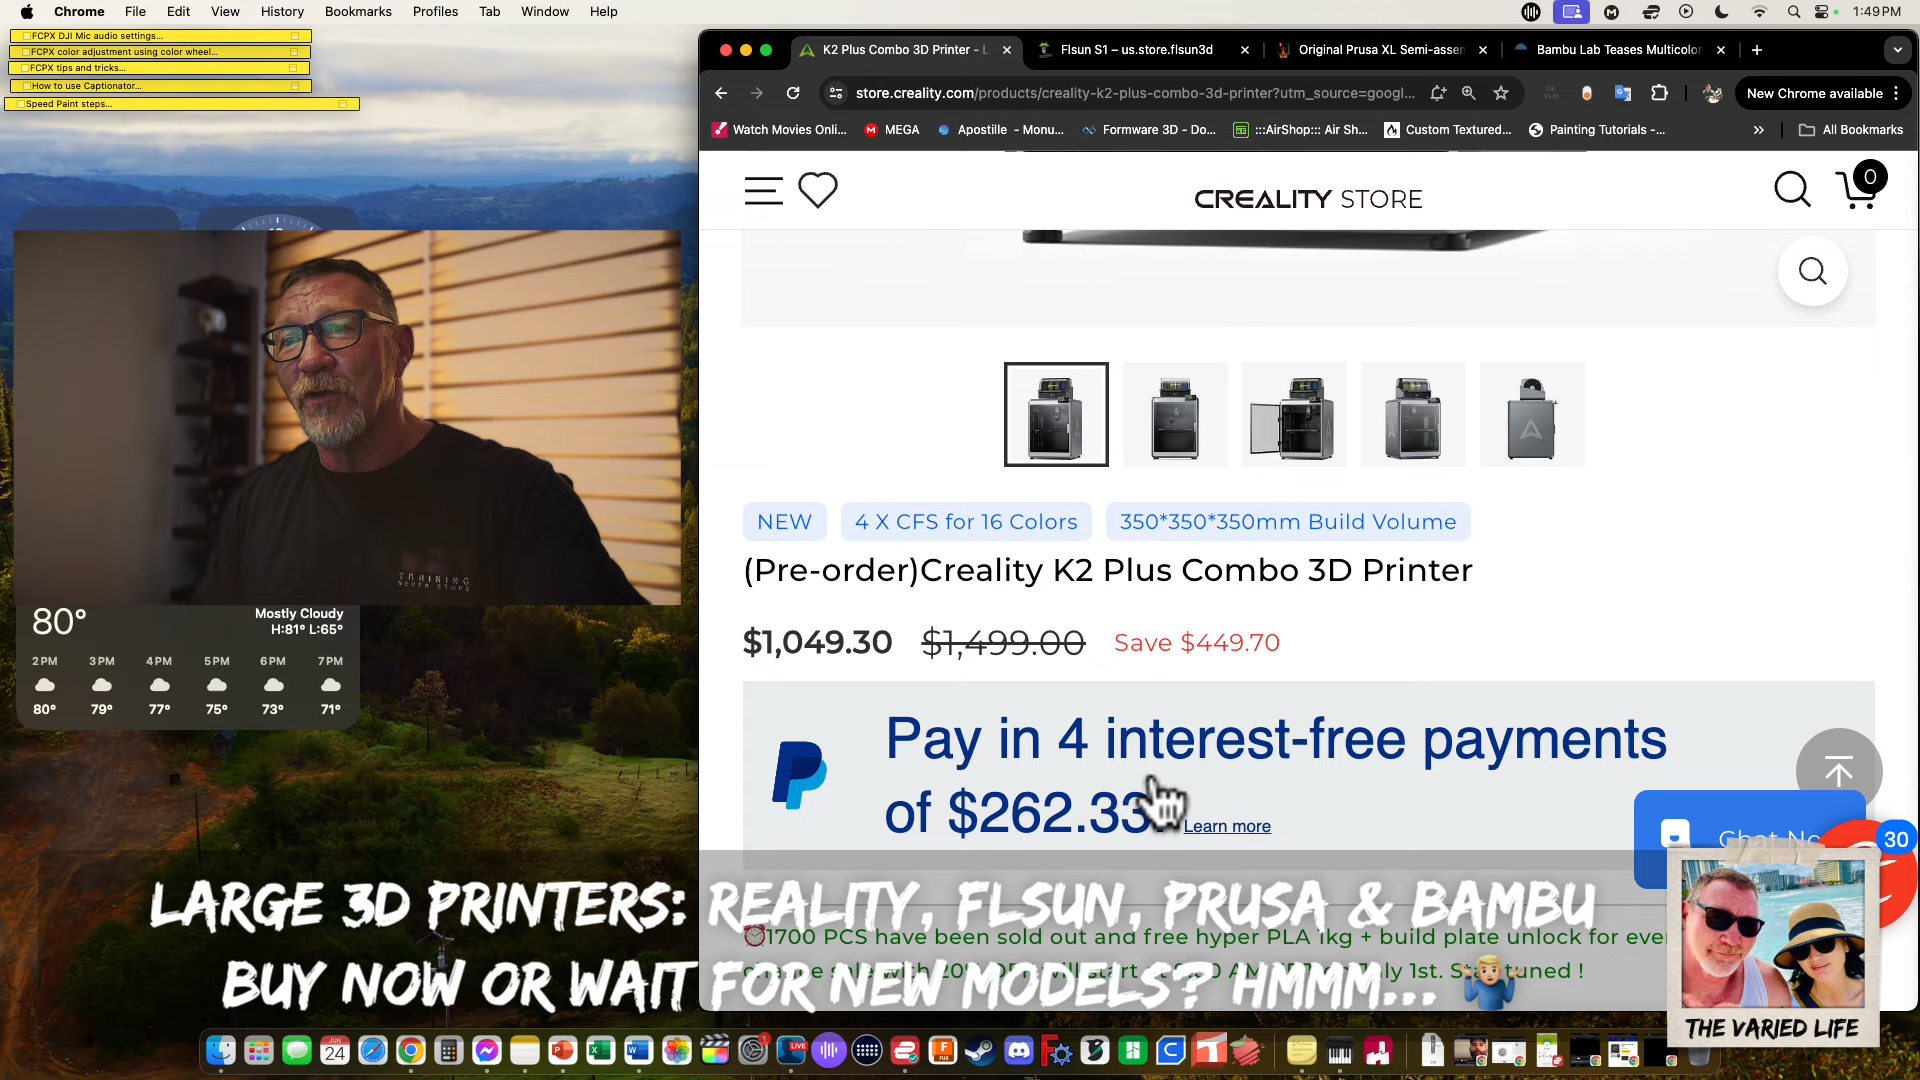 Chrome File Edit View History Bookmarks Profiles Tab Window Help
1:49 PM
FCPX DJI Mic audio settings...
FCPX color adjustment using color wheel...
FCPX tips and tricks...
How to use Captionator...
Speed Paint steps...
K2 Plus Combo 3D Printer - L
Flsun S1 – us.store.flsun3d
Original Prusa XL Semi-assem
Bambu Lab Teases Multicolor
store.creality.com/products/creality-k2-plus-combo-3d-printer?utm_source=googl...
New Chrome available
Watch Movies Onli...
MEGA
Apostille - Monu...
Formware 3D - Do...
:::AirShop::: Air Sh...
Custom Textured...
Painting Tutorials -...
All Bookmarks
CREALITY STORE
0
NEW
4 X CFS for 16 Colors
350*350*350mm Build Volume
(Pre-order)Creality K2 Plus Combo 3D Printer
$1,049.30 $1,499.00 Save $449.70
Pay in 4 interest-free payments
of $262.33. Learn more
30
TRAINING
NEVER STOPS
80°
Mostly Cloudy
H:81° L:65°
2PM 3PM 4PM 5PM 6PM 7PM
80° 79° 77° 75° 73° 71°
LARGE 3D PRINTERS: REALITY, FLSUN, PRUSA & BAMBU
1700 PCS have been sold out and free hyper PLA 1kg + build plate unlock for eve
BUY NOW OR WAIT FOR NEW MODELS? HMMM...
THE VARIED LIFE
JUN
24